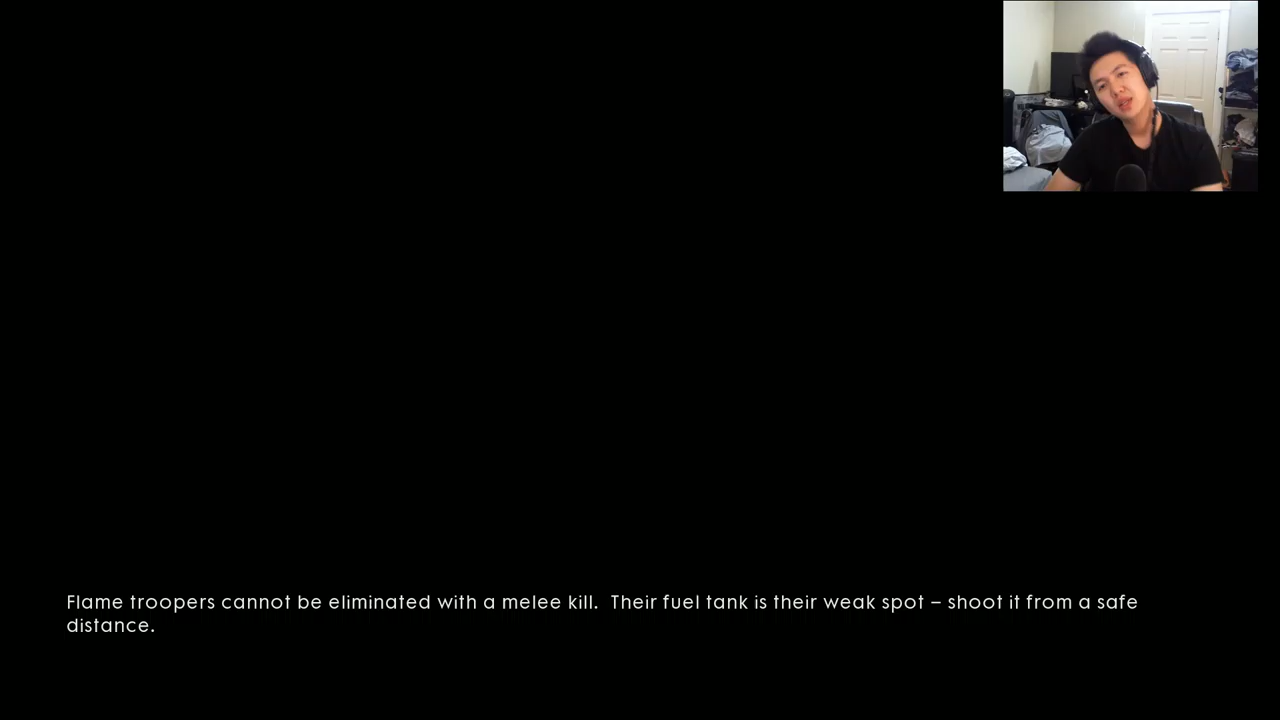 Flame troopers cannot be eliminated with a melee kill.  Their fuel tank is their weak spot – shoot it from a safe
distance.